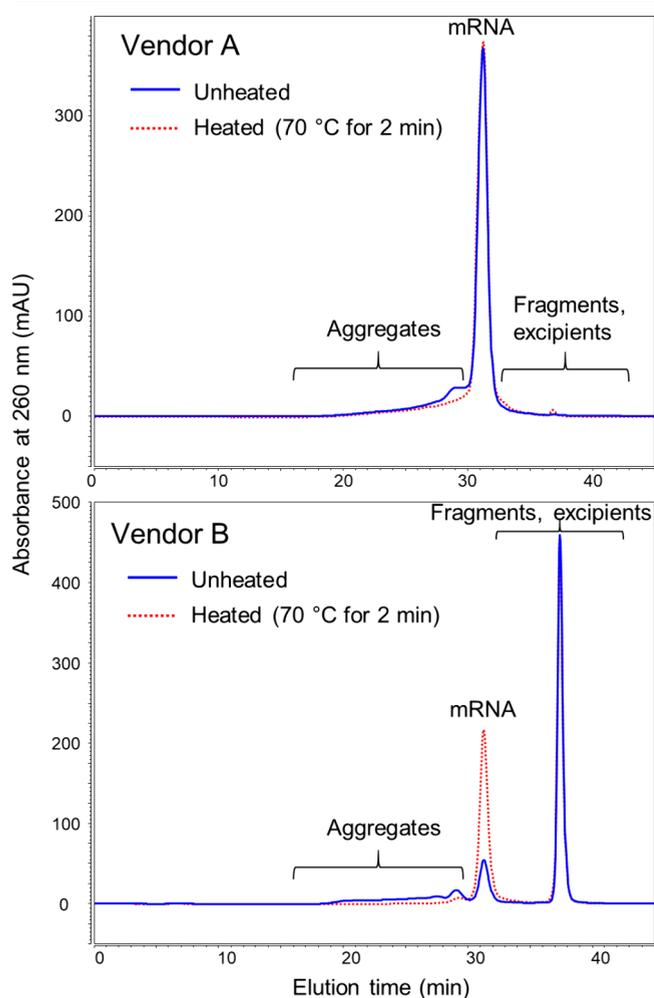 mRNA
Vendor A
Unheated
Heated (70 °C for 2 min)
300
200
100
0
Aggregates
Fragments,
excipients
0 10 20 30 40
Absorbance at 260 nm (mAU)
500
400
300
200
100
0
Fragments, excipients
Vendor B
Unheated
Heated (70 °C for 2 min)
mRNA
Aggregates
0 10 20 30 40
Elution time (min)